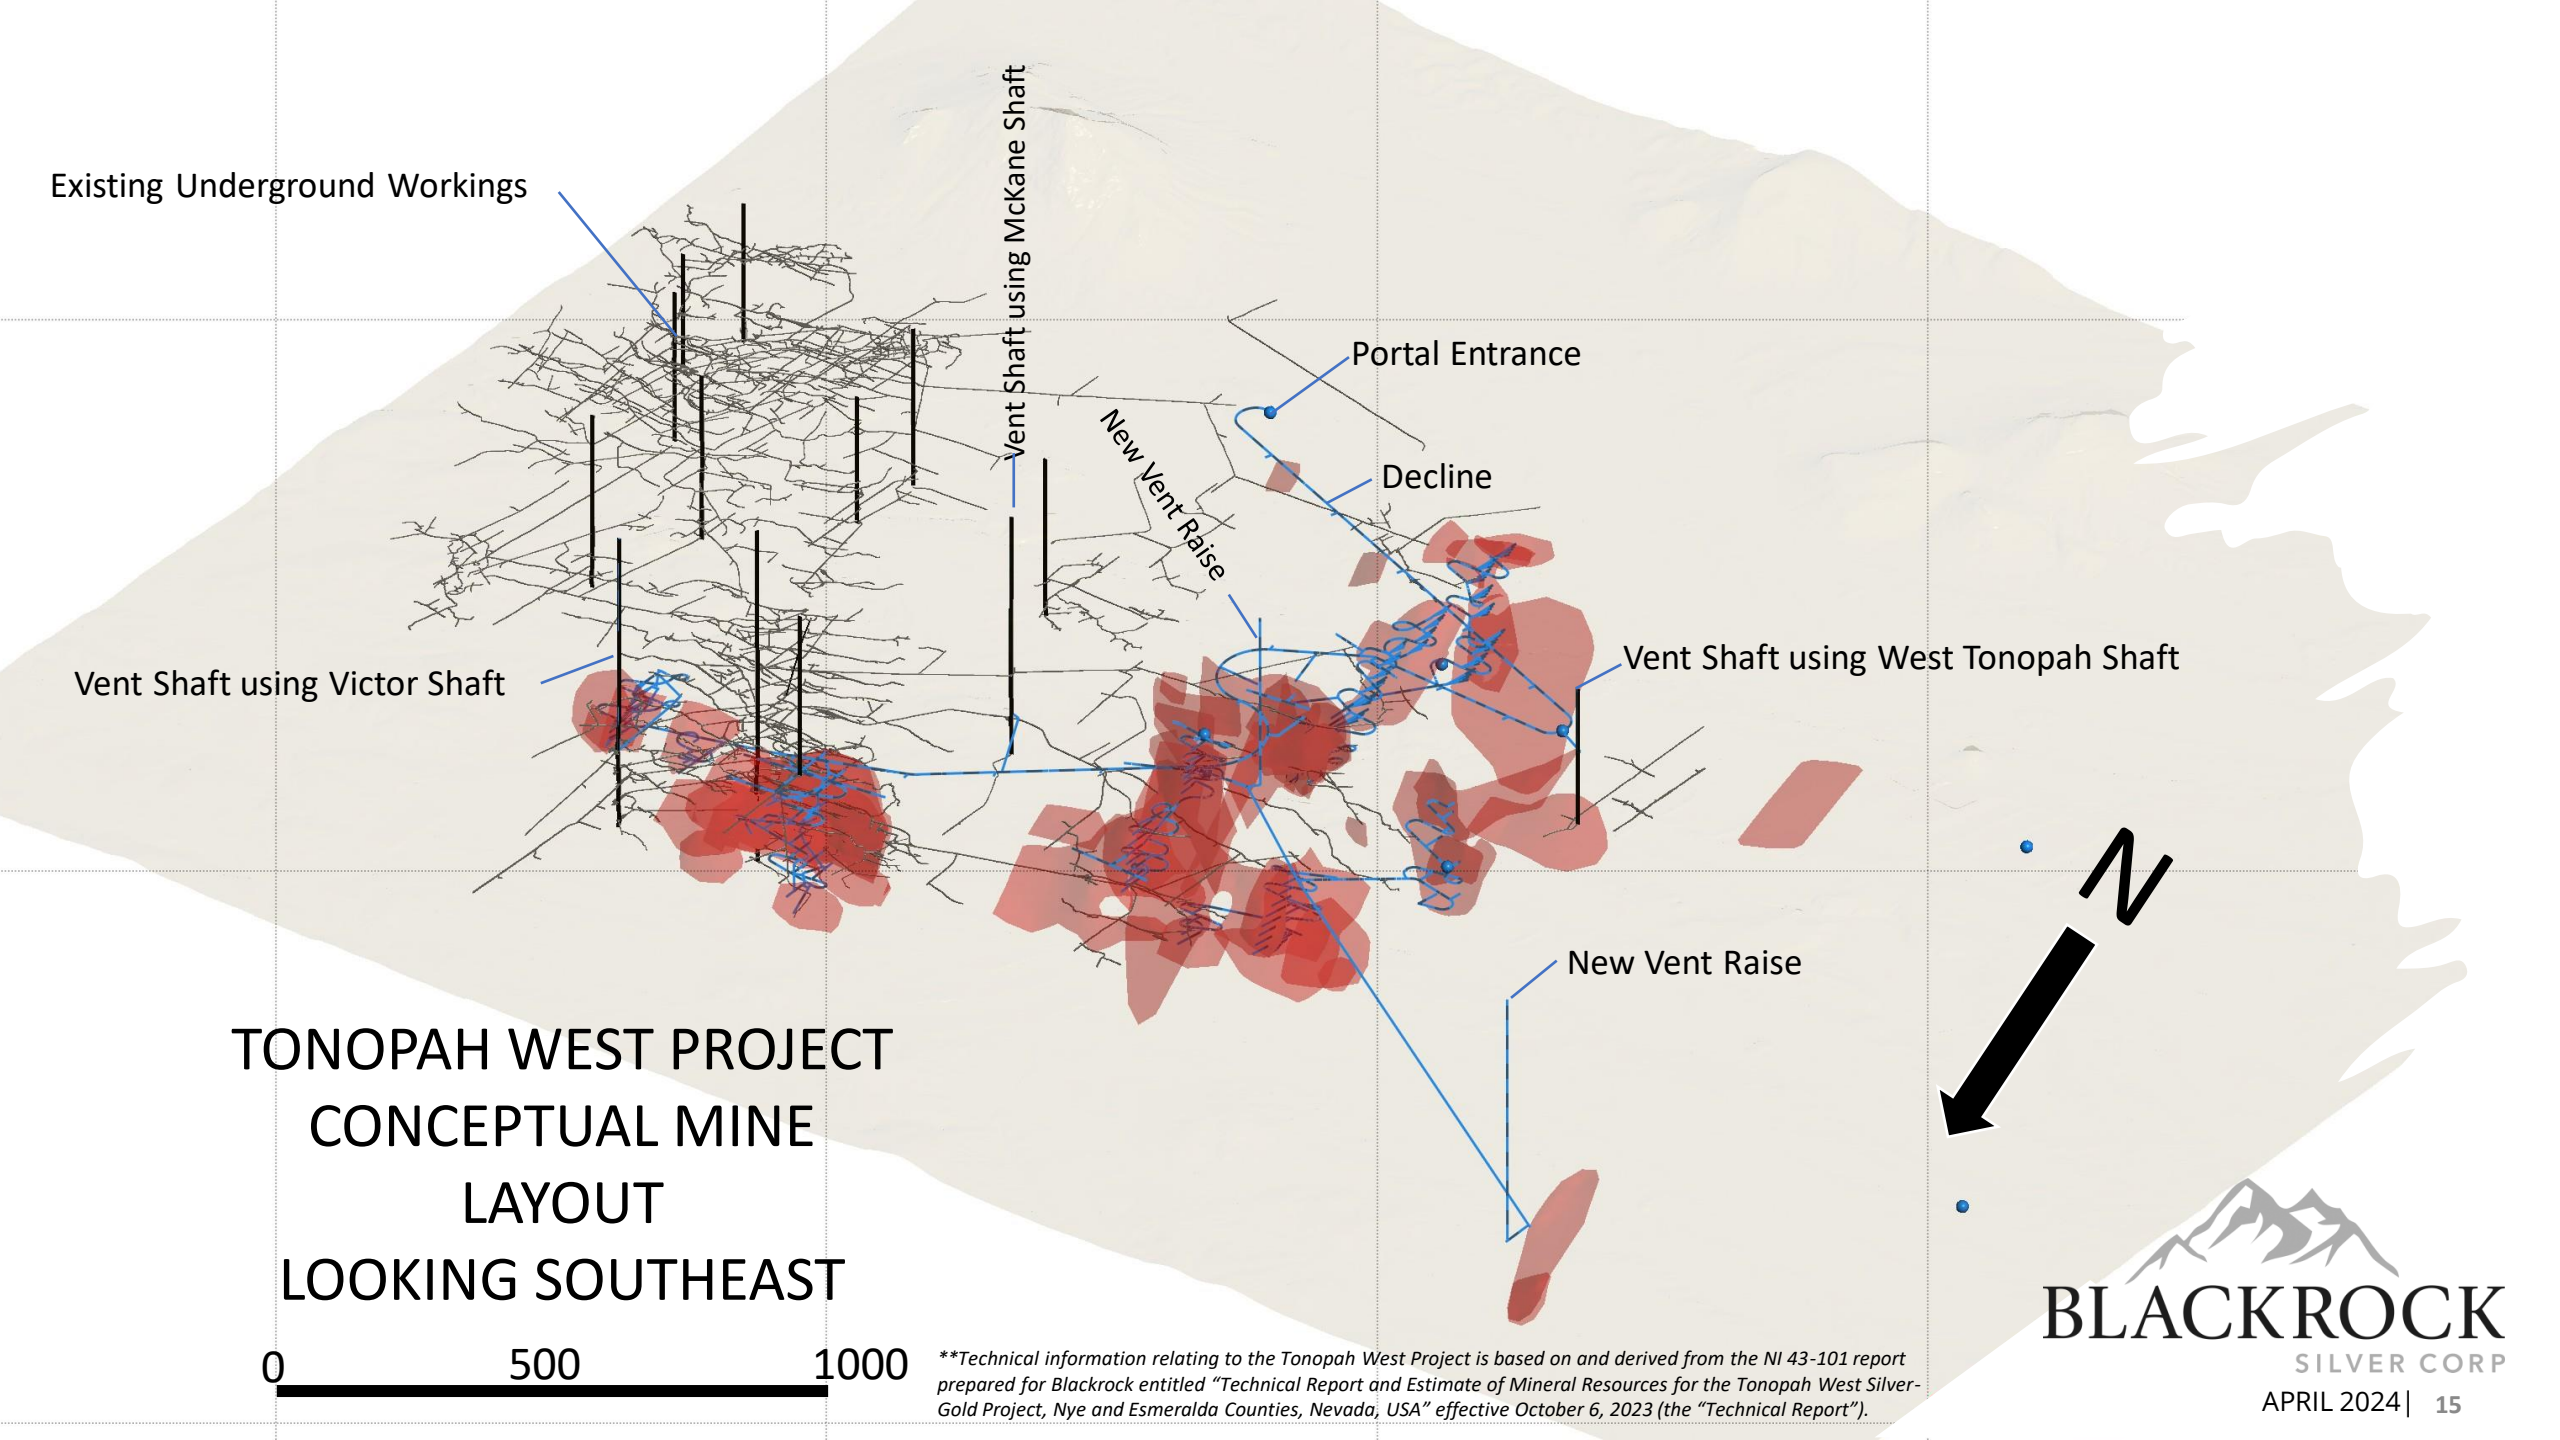 Vent Shaft using McKane Shaft
Existing Underground Workings
Portal Entrance
New Vent Raise
Decline
Vent Shaft using West Tonopah Shaft
Vent Shaft using Victor Shaft
N
New Vent Raise
TONOPAH WEST PROJECT
CONCEPTUAL MINE
LAYOUT
LOOKING SOUTHEAST
0 500 1000
**Technical information relating to the Tonopah West Project is based on and derived from the NI 43-101 report
prepared for Blackrock entitled “Technical Report and Estimate of Mineral Resources for the Tonopah West Silver-
Gold Project, Nye and Esmeralda Counties, Nevada, USA” effective October 6, 2023 (the “Technical Report”).
BLACKROCK
SILVER CORP
APRIL 2024| 15